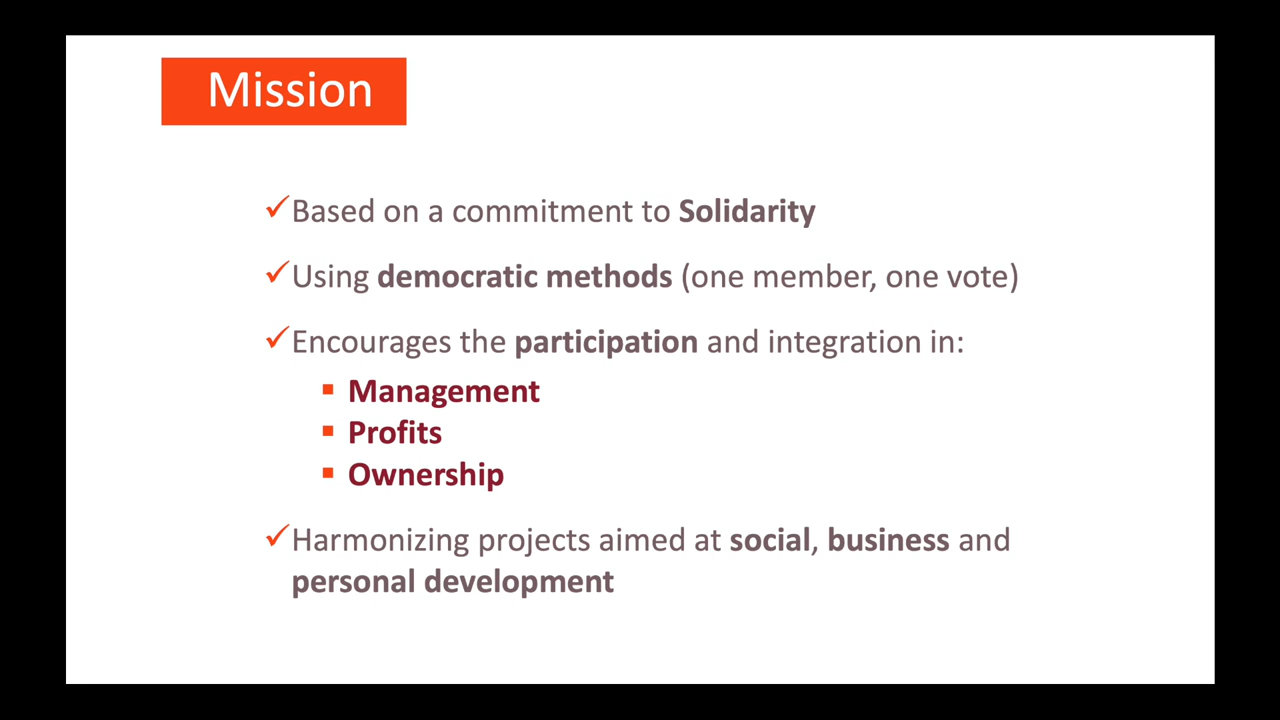 Mission
✓Based on a commitment to Solidarity
✓Using democratic methods (one member, one vote)
✓Encourages the participation and integration in:
▪ Management
▪ Profits
▪ Ownership
✓Harmonizing projects aimed at social, business and
personal development